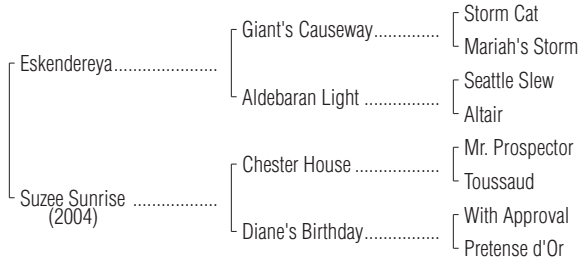 Storm Cat
Giant's Causeway..............
Mariah's Storm
Eskendereya......................
Seattle Slew
Aldebaran Light ................
Altair
Mr. Prospector
Chester House ..................
Toussaud
Suzee Sunrise ..................
(2004)
With Approval
Diane's Birthday................
Pretense d'Or